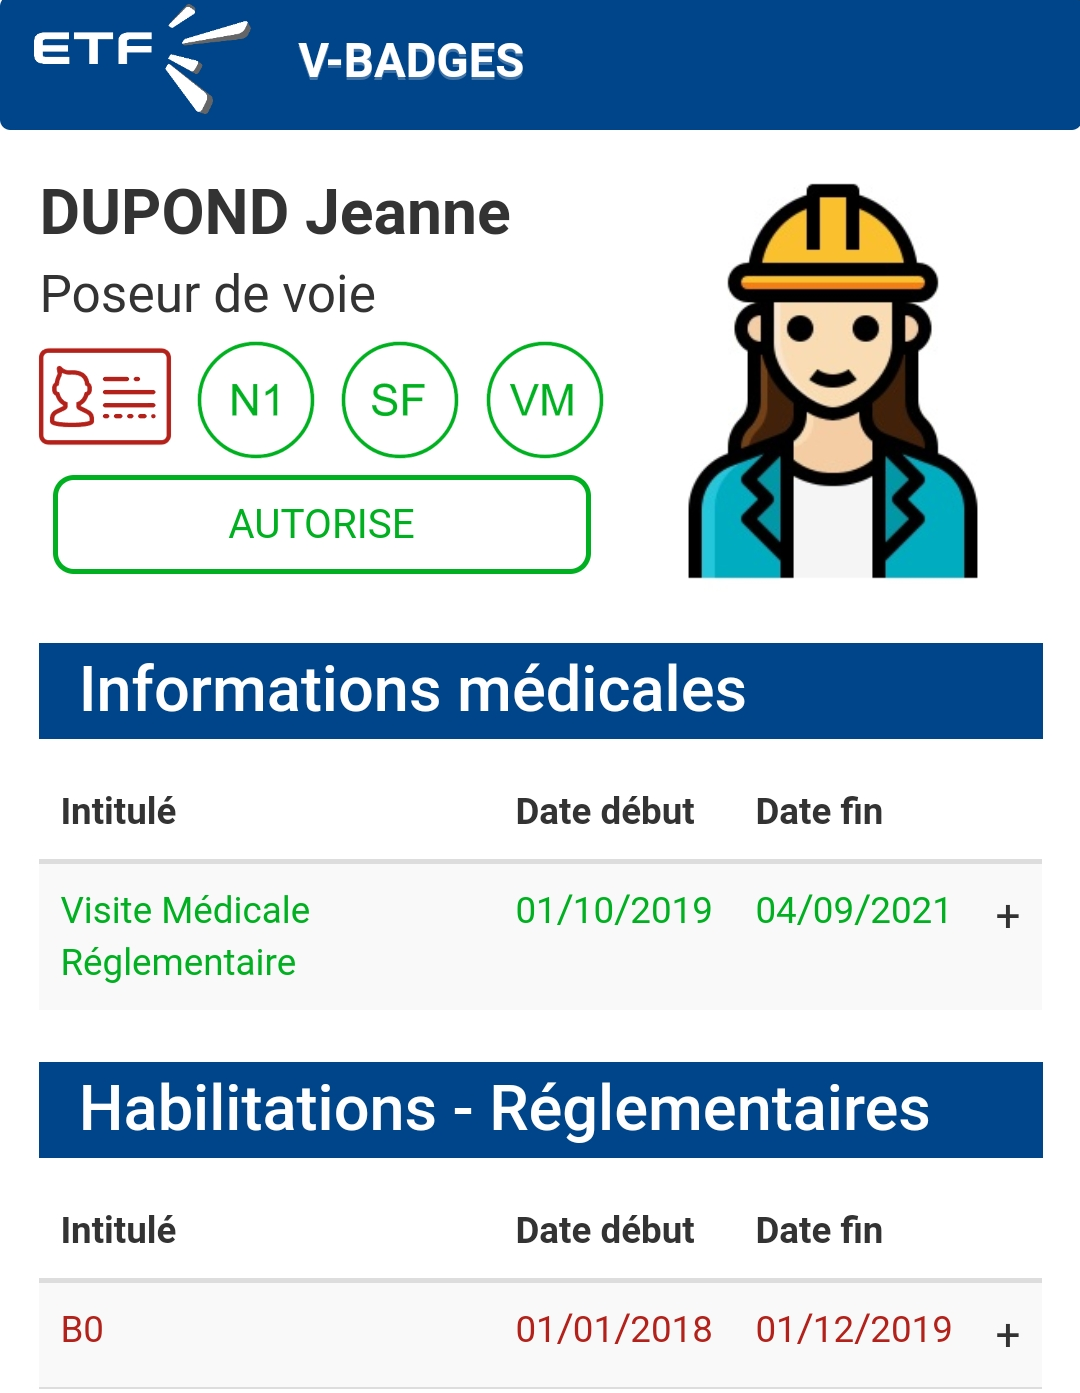 ETF
V-BADGES
DUPOND Jeanne
Poseur de voie
N1 SF VM
AUTORISE
Informations médicales
Intitulé Date début Date fin
Visite Médicale 01/10/2019 04/09/2021 +
Réglementaire
Habilitations - Réglementaires
Intitulé Date début Date fin
B0 01/01/2018 01/12/2019 +